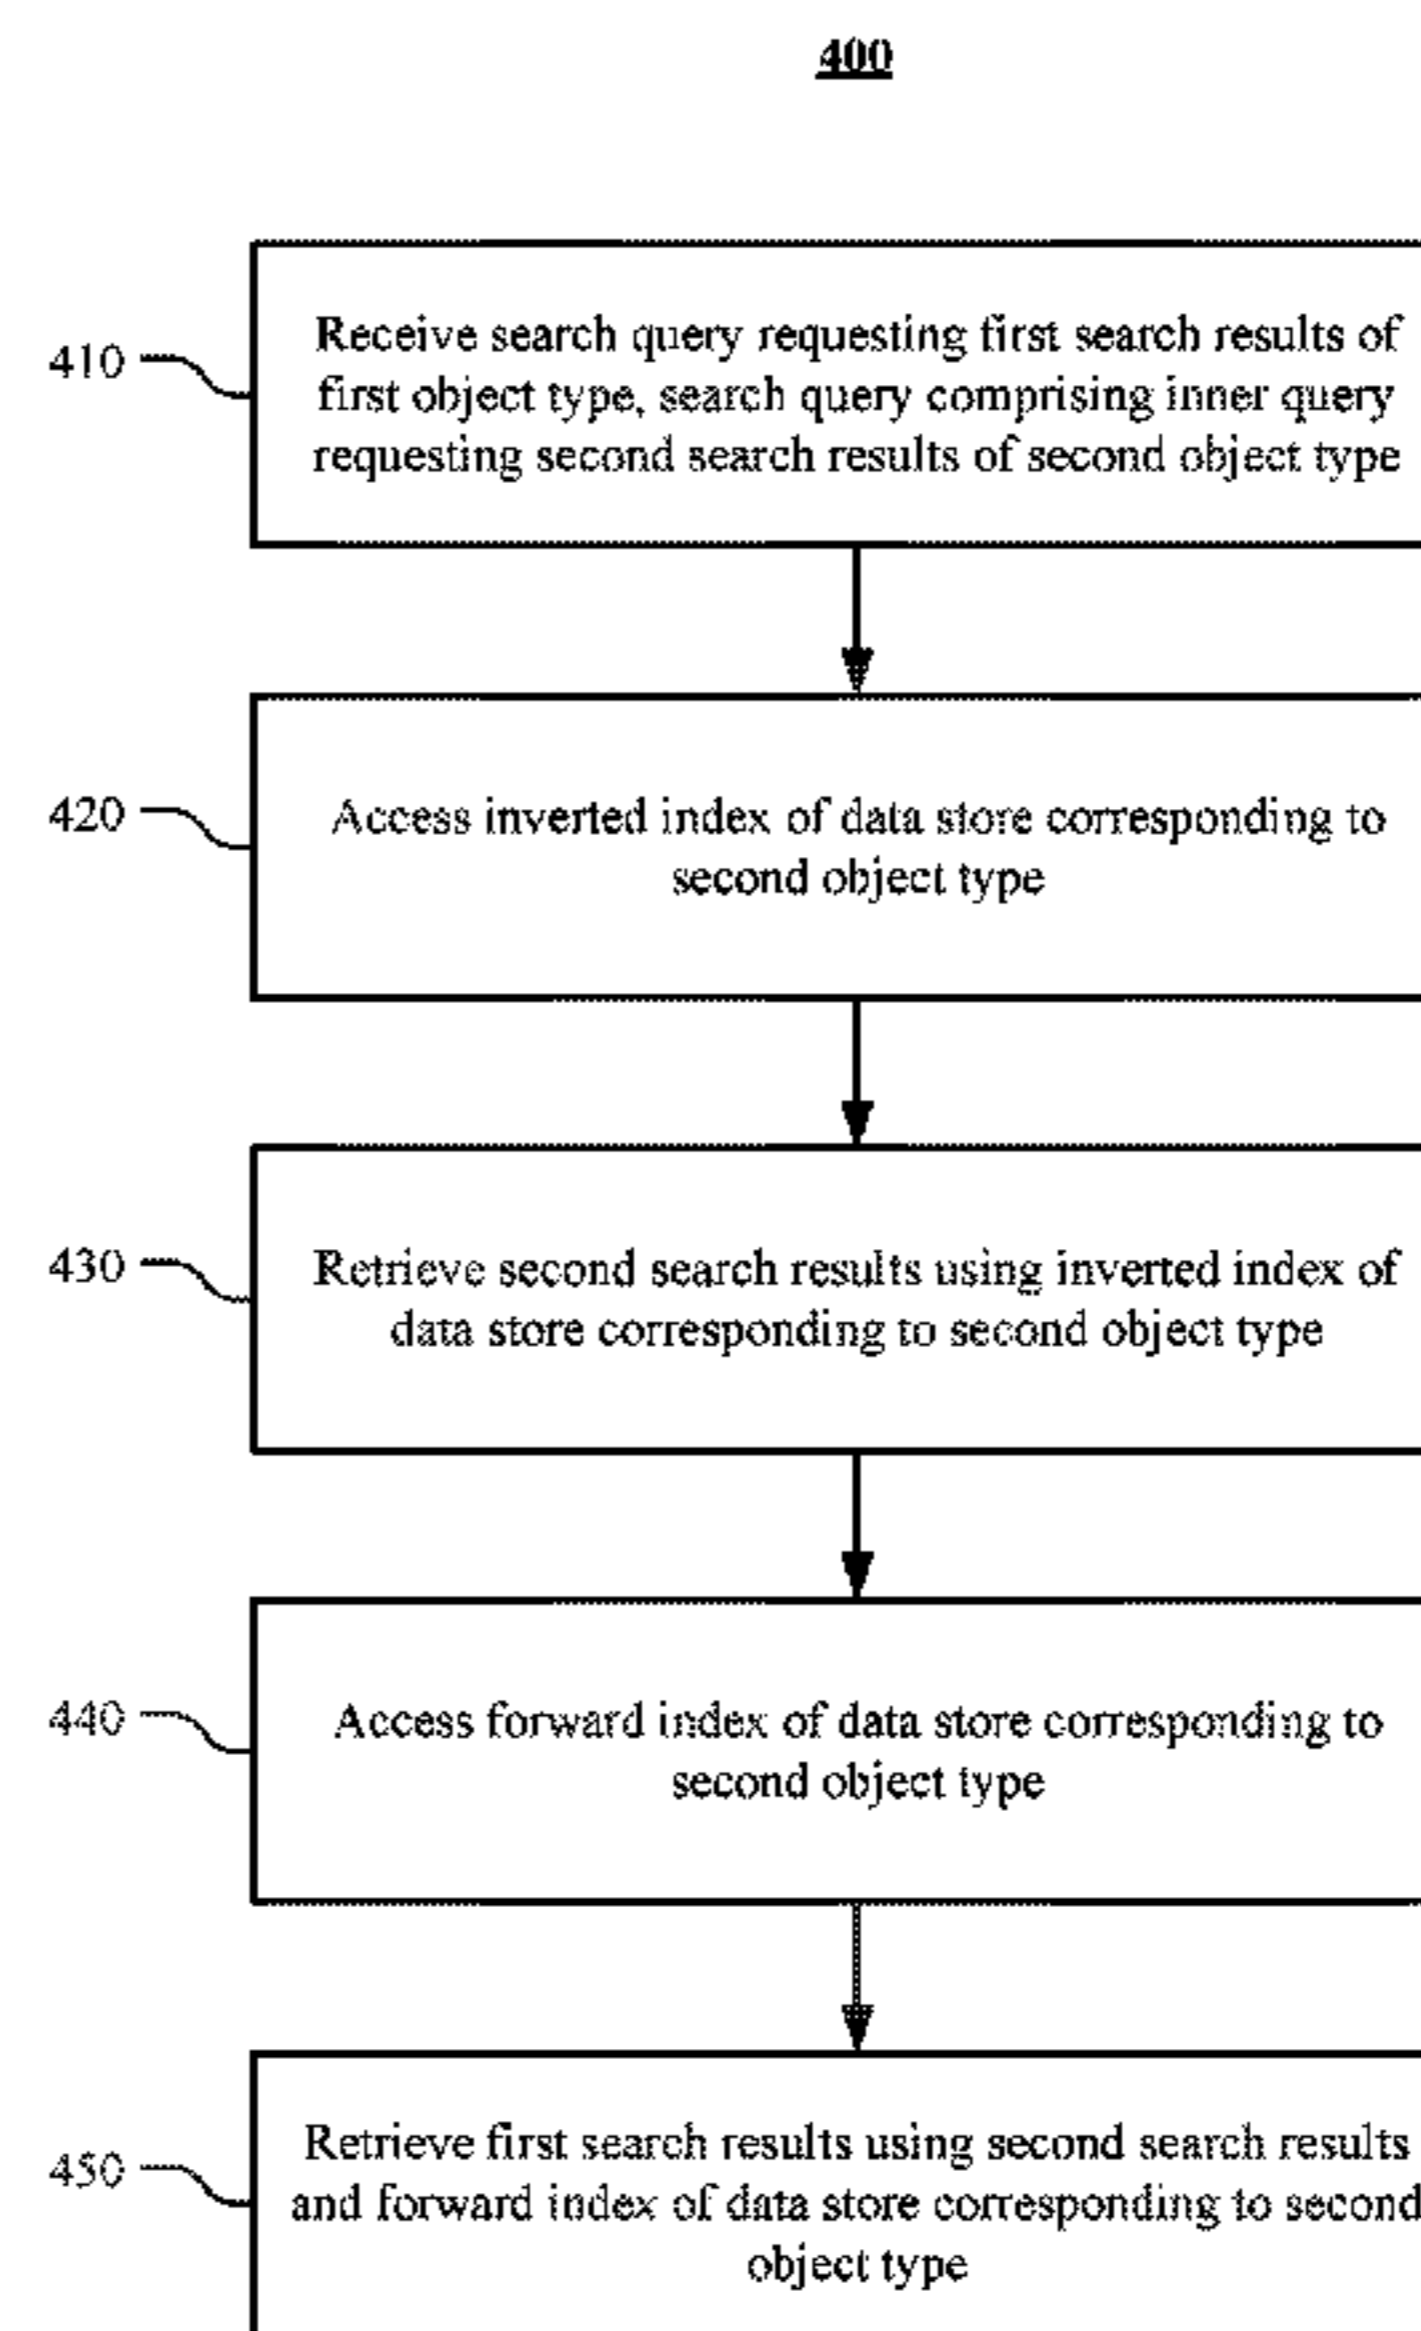 400
410
Receive search query requesting first search results of
first object type, search query comprising inner query
requesting second search results of second object type
420
Access inverted index of data store corresponding to
second object type
430
Retrieve second search results using inverted index of
data store corresponding to second object type
440
Access forward index of data store corresponding to
second object type
450
Retrieve first search results using second search results
and forward index of data store corresponding to second
object type